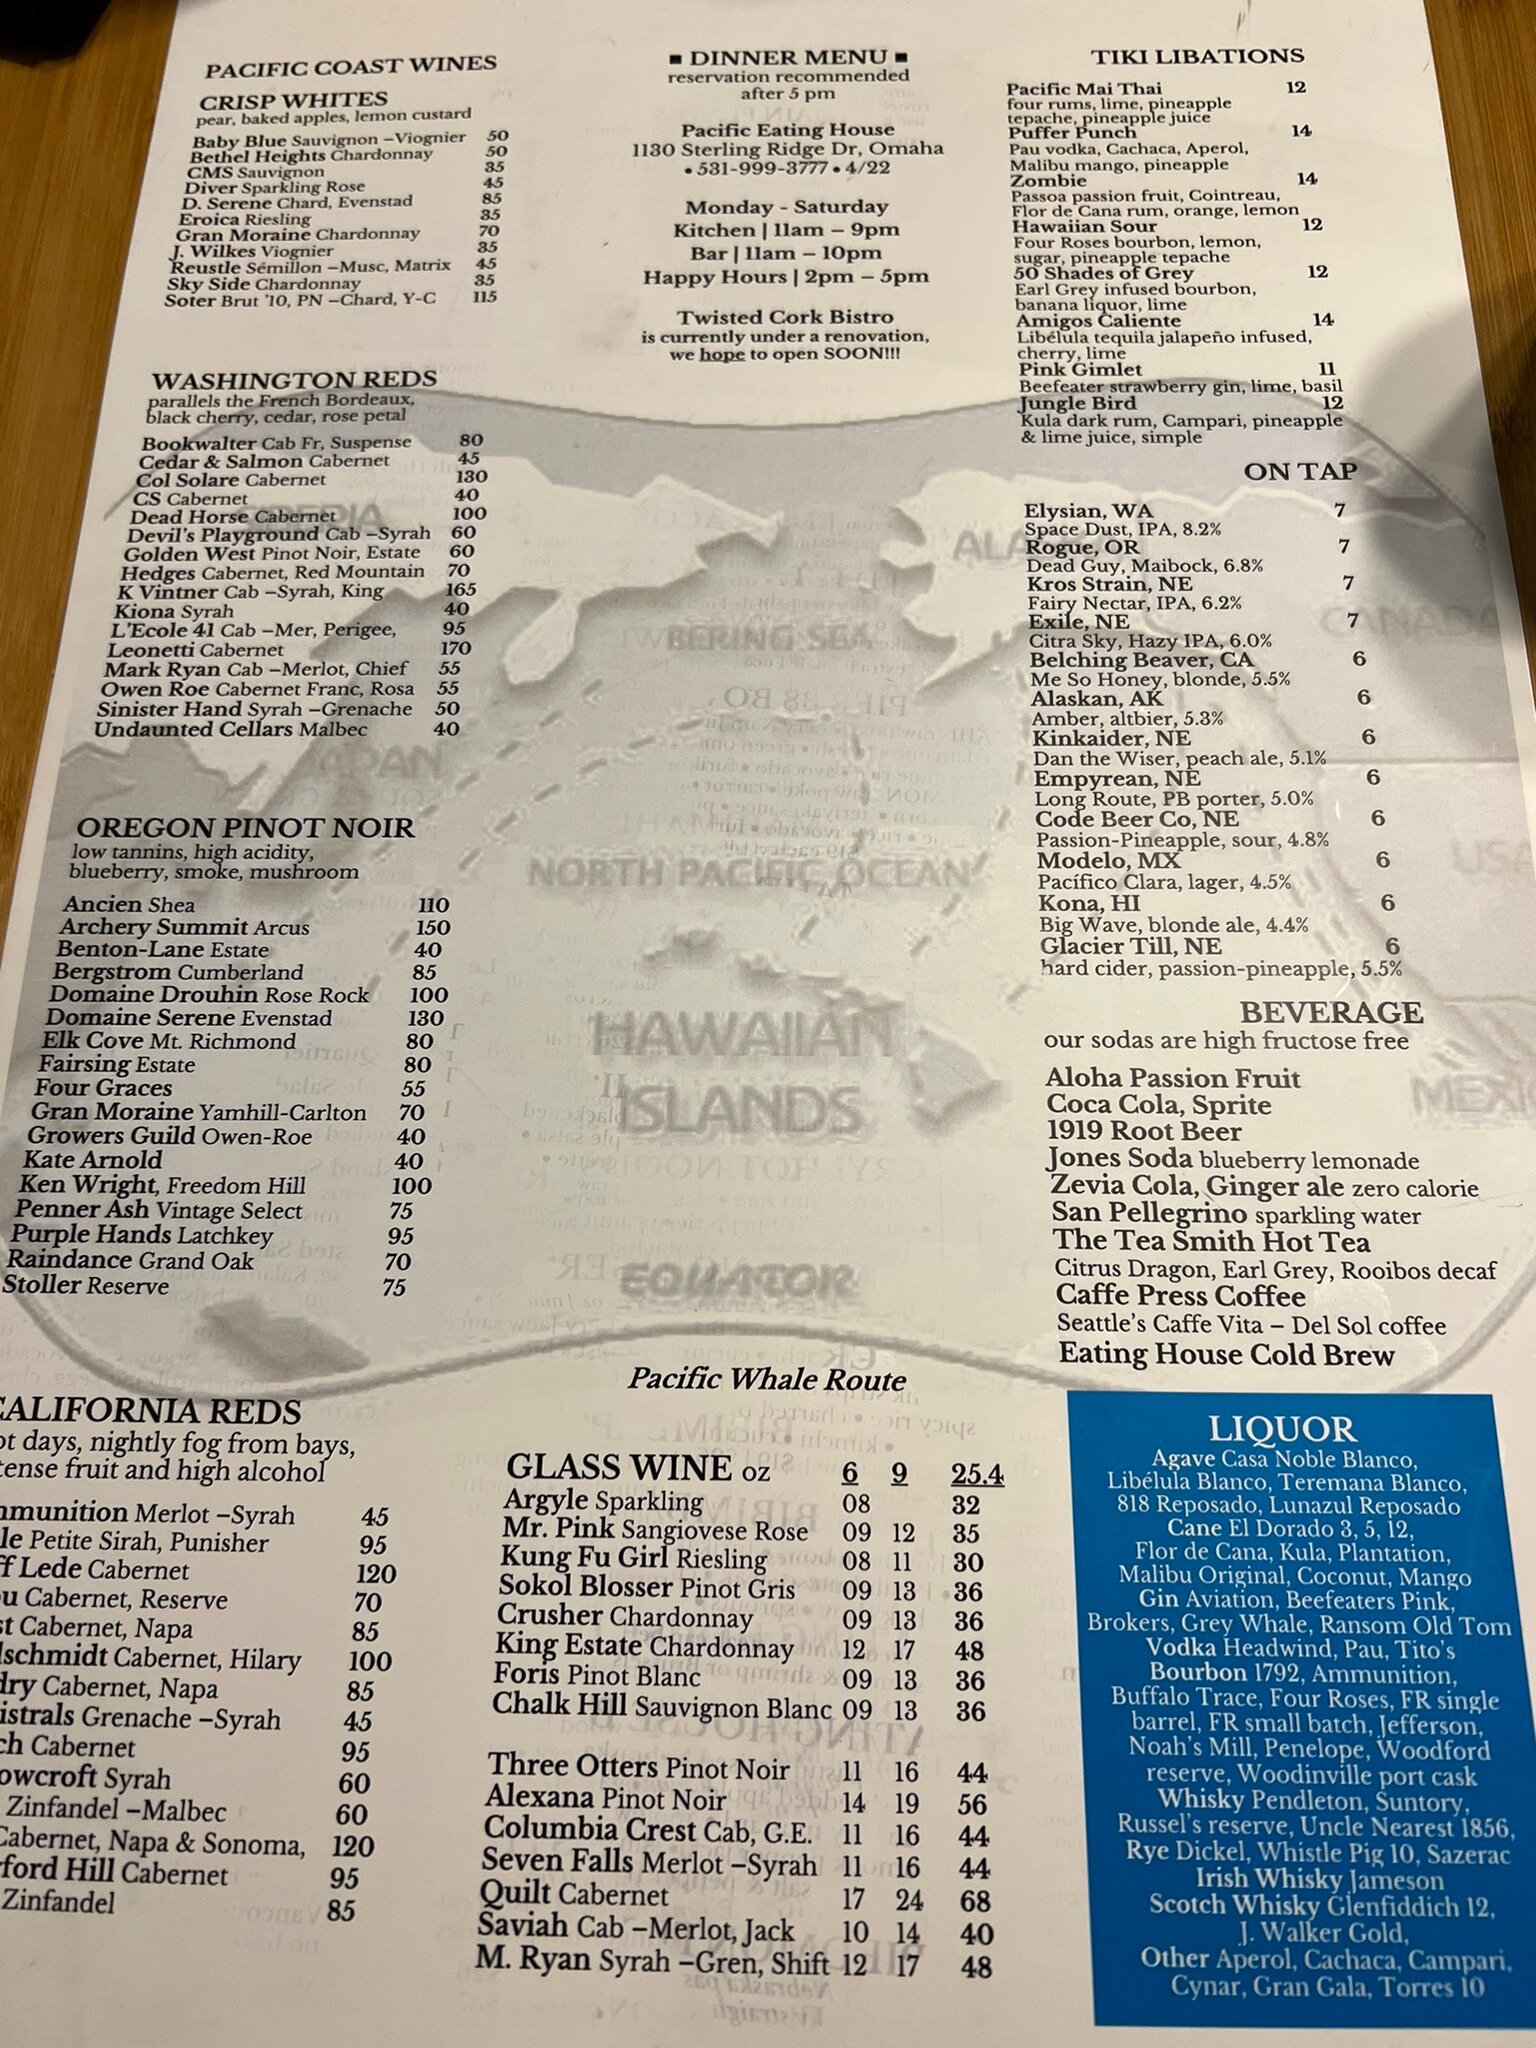 PACIFIC COAST WINES
CRISP WHITES
pear, baked apples, lemon custard
Baby Blue Sauvignon –Viognier 50
Bethel Heights Chardonnay 50
CMS Sauvignon 35
Diver Sparkling Rose 45
D. Serene Chard, Evenstad 85
Eroica Riesling 35
Gran Moraine Chardonnay 70
J. Wilkes Viognier 35
Reustle Sémillon –Musc, Matrix 45
Sky Side Chardonnay 35
Soter Brut '10, PN –Chard, Y-C 115
WASHINGTON REDS
parallels the French Bordeaux,
black cherry, cedar, rose petal
Bookwalter Cab Fr, Suspense 80
Cedar & Salmon Cabernet 45
Col Solare Cabernet 130
CS Cabernet 40
Dead Horse Cabernet 100
Devil's Playground Cab –Syrah 60
Golden West Pinot Noir, Estate 60
Hedges Cabernet, Red Mountain 70
K Vintner Cab –Syrah, King 165
Kiona Syrah 40
L'Ecole 41 Cab –Mer, Perigee, 95
Leonetti Cabernet 170
Mark Ryan Cab –Merlot, Chief 55
Owen Roe Cabernet Franc, Rosa 55
Sinister Hand Syrah –Grenache 50
Undaunted Cellars Malbec 40
OREGON PINOT NOIR
low tannins, high acidity,
blueberry, smoke, mushroom
Ancien Shea 110
Archery Summit Arcus 150
Benton-Lane Estate 40
Bergstrom Cumberland 85
Domaine Drouhin Rose Rock 100
Domaine Serene Evenstad 130
Elk Cove Mt. Richmond 80
Fairsing Estate 80
Four Graces 55
Gran Moraine Yamhill-Carlton 70
Growers Guild Owen-Roe 40
Kate Arnold 40
Ken Wright, Freedom Hill 100
Penner Ash Vintage Select 75
Purple Hands Latchkey 95
Raindance Grand Oak 70
Stoller Reserve 75
CALIFORNIA REDS
ot days, nightly fog from bays,
tense fruit and high alcohol
mmunition Merlot –Syrah 45
le Petite Sirah, Punisher 95
ff Lede Cabernet 120
u Cabernet, Reserve 70
st Cabernet, Napa 85
lschmidt Cabernet, Hilary 100
dry Cabernet, Napa 85
istrals Grenache –Syrah 45
ch Cabernet 95
owcroft Syrah 60
Zinfandel –Malbec 60
Cabernet, Napa & Sonoma, 120
rford Hill Cabernet 95
Zinfandel 85
■ DINNER MENU ■
reservation recommended
after 5 pm
Pacific Eating House
1130 Sterling Ridge Dr, Omaha
• 531-999-3777 • 4/22
Monday - Saturday
Kitchen | 11am – 9pm
Bar | 11am – 10pm
Happy Hours | 2pm – 5pm
Twisted Cork Bistro
is currently under a renovation,
we hope to open SOON!!!
SIBERIA
ALASKA
BERING SEA
CANADA
JAPAN
NORTH PACIFIC OCEAN
USA
HAWAIIAN
ISLANDS
MEXIC
EQUATOR
Pacific Whale Route
GLASS WINE oz 6 9 25.4
Argyle Sparkling 08 32
Mr. Pink Sangiovese Rose 09 12 35
Kung Fu Girl Riesling 08 11 30
Sokol Blosser Pinot Gris 09 13 36
Crusher Chardonnay 09 13 36
King Estate Chardonnay 12 17 48
Foris Pinot Blanc 09 13 36
Chalk Hill Sauvignon Blanc 09 13 36
Three Otters Pinot Noir 11 16 44
Alexana Pinot Noir 14 19 56
Columbia Crest Cab, G.E. 11 16 44
Seven Falls Merlot –Syrah 11 16 44
Quilt Cabernet 17 24 68
Saviah Cab –Merlot, Jack 10 14 40
M. Ryan Syrah –Gren, Shift 12 17 48
TIKI LIBATIONS
Pacific Mai Thai 12
four rums, lime, pineapple
tepache, pineapple juice
Puffer Punch 14
Pau vodka, Cachaca, Aperol,
Malibu mango, pineapple
Zombie 14
Passoa passion fruit, Cointreau,
Flor de Cana rum, orange, lemon
Hawaiian Sour 12
Four Roses bourbon, lemon,
sugar, pineapple tepache
50 Shades of Grey 12
Earl Grey infused bourbon,
banana liquor, lime
Amigos Caliente 14
Libélula tequila jalapeño infused,
cherry, lime
Pink Gimlet 11
Beefeater strawberry gin, lime, basil
Jungle Bird 12
Kula dark rum, Campari, pineapple
& lime juice, simple
ON TAP
Elysian, WA 7
Space Dust, IPA, 8.2%
Rogue, OR 7
Dead Guy, Maibock, 6.8%
Kros Strain, NE 7
Fairy Nectar, IPA, 6.2%
Exile, NE 7
Citra Sky, Hazy IPA, 6.0%
Belching Beaver, CA 6
Me So Honey, blonde, 5.5%
Alaskan, AK 6
Amber, altbier, 5.3%
Kinkaider, NE 6
Dan the Wiser, peach ale, 5.1%
Empyrean, NE 6
Long Route, PB porter, 5.0%
Code Beer Co, NE 6
Passion-Pineapple, sour, 4.8%
Modelo, MX 6
Pacífico Clara, lager, 4.5%
Kona, HI 6
Big Wave, blonde ale, 4.4%
Glacier Till, NE 6
hard cider, passion-pineapple, 5.5%
BEVERAGE
our sodas are high fructose free
Aloha Passion Fruit
Coca Cola, Sprite
1919 Root Beer
Jones Soda blueberry lemonade
Zevia Cola, Ginger ale zero calorie
San Pellegrino sparkling water
The Tea Smith Hot Tea
Citrus Dragon, Earl Grey, Rooibos decaf
Caffe Press Coffee
Seattle's Caffe Vita – Del Sol coffee
Eating House Cold Brew
LIQUOR
Agave Casa Noble Blanco,
Libélula Blanco, Teremana Blanco,
818 Reposado, Lunazul Reposado
Cane El Dorado 3, 5, 12,
Flor de Cana, Kula, Plantation,
Malibu Original, Coconut, Mango
Gin Aviation, Beefeaters Pink,
Brokers, Grey Whale, Ransom Old Tom
Vodka Headwind, Pau, Tito's
Bourbon 1792, Ammunition,
Buffalo Trace, Four Roses, FR single
barrel, FR small batch, Jefferson,
Noah's Mill, Penelope, Woodford
reserve, Woodinville port cask
Whisky Pendleton, Suntory,
Russel's reserve, Uncle Nearest 1856,
Rye Dickel, Whistle Pig 10, Sazerac
Irish Whisky Jameson
Scotch Whisky Glenfiddich 12,
J. Walker Gold,
Other Aperol, Cachaca, Campari,
Cynar, Gran Gala, Torres 10